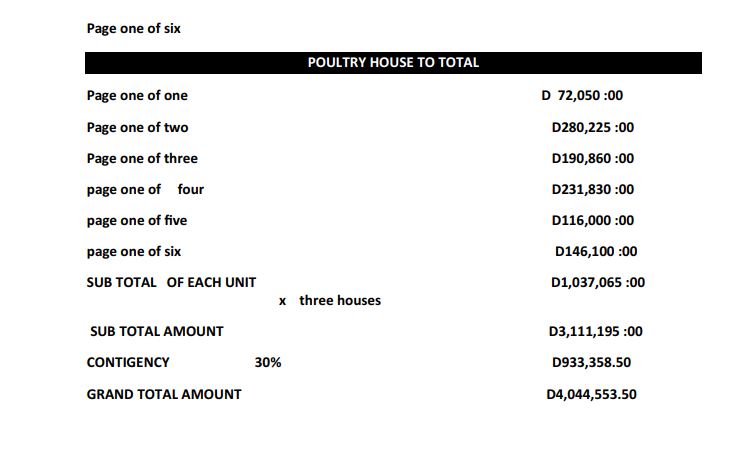 Page one of six
POULTRY HOUSE TO TOTAL
Page one of one D 72,050 :00
Page one of two D280,225 :00
Page one of three D190,860 :00
page one of four D231,830 :00
page one of five D116,000 :00
page one of six D146,100 :00
SUB TOTAL OF EACH UNIT D1,037,065 :00
x three houses
SUB TOTAL AMOUNT D3,111,195 :00
CONTIGENCY 30% D933,358.50
GRAND TOTAL AMOUNT D4,044,553.50